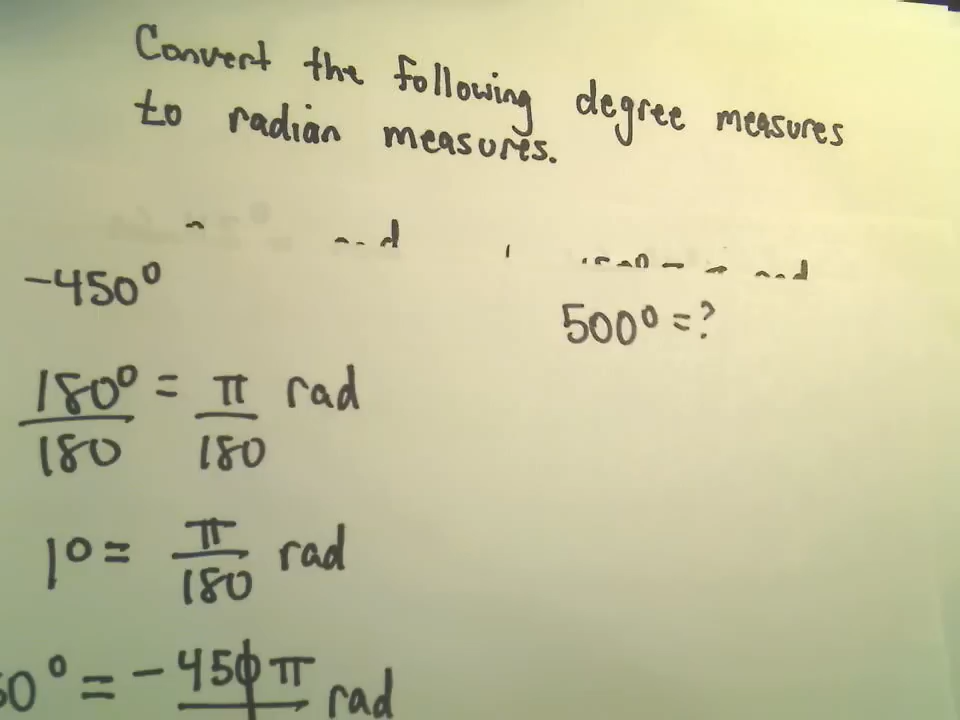 Convert the following degree measures
to radian measures.
-450°
180° = π rad
180 180
1° = π rad
180
0° = -450π rad
500° = ?